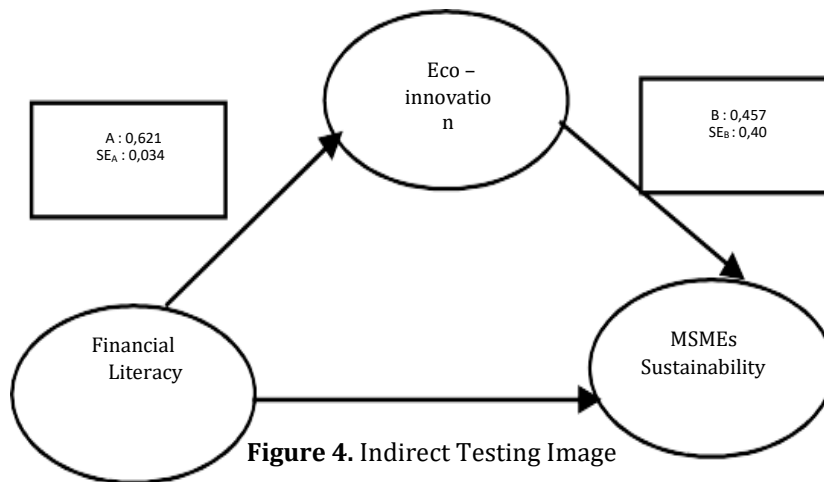 Eco –
innovatio
n
A : 0,621
SEA : 0,034
B : 0,457
SEB : 0,40
Financial
Literacy
MSMEs
Sustainability
Figure 4. Indirect Testing Image